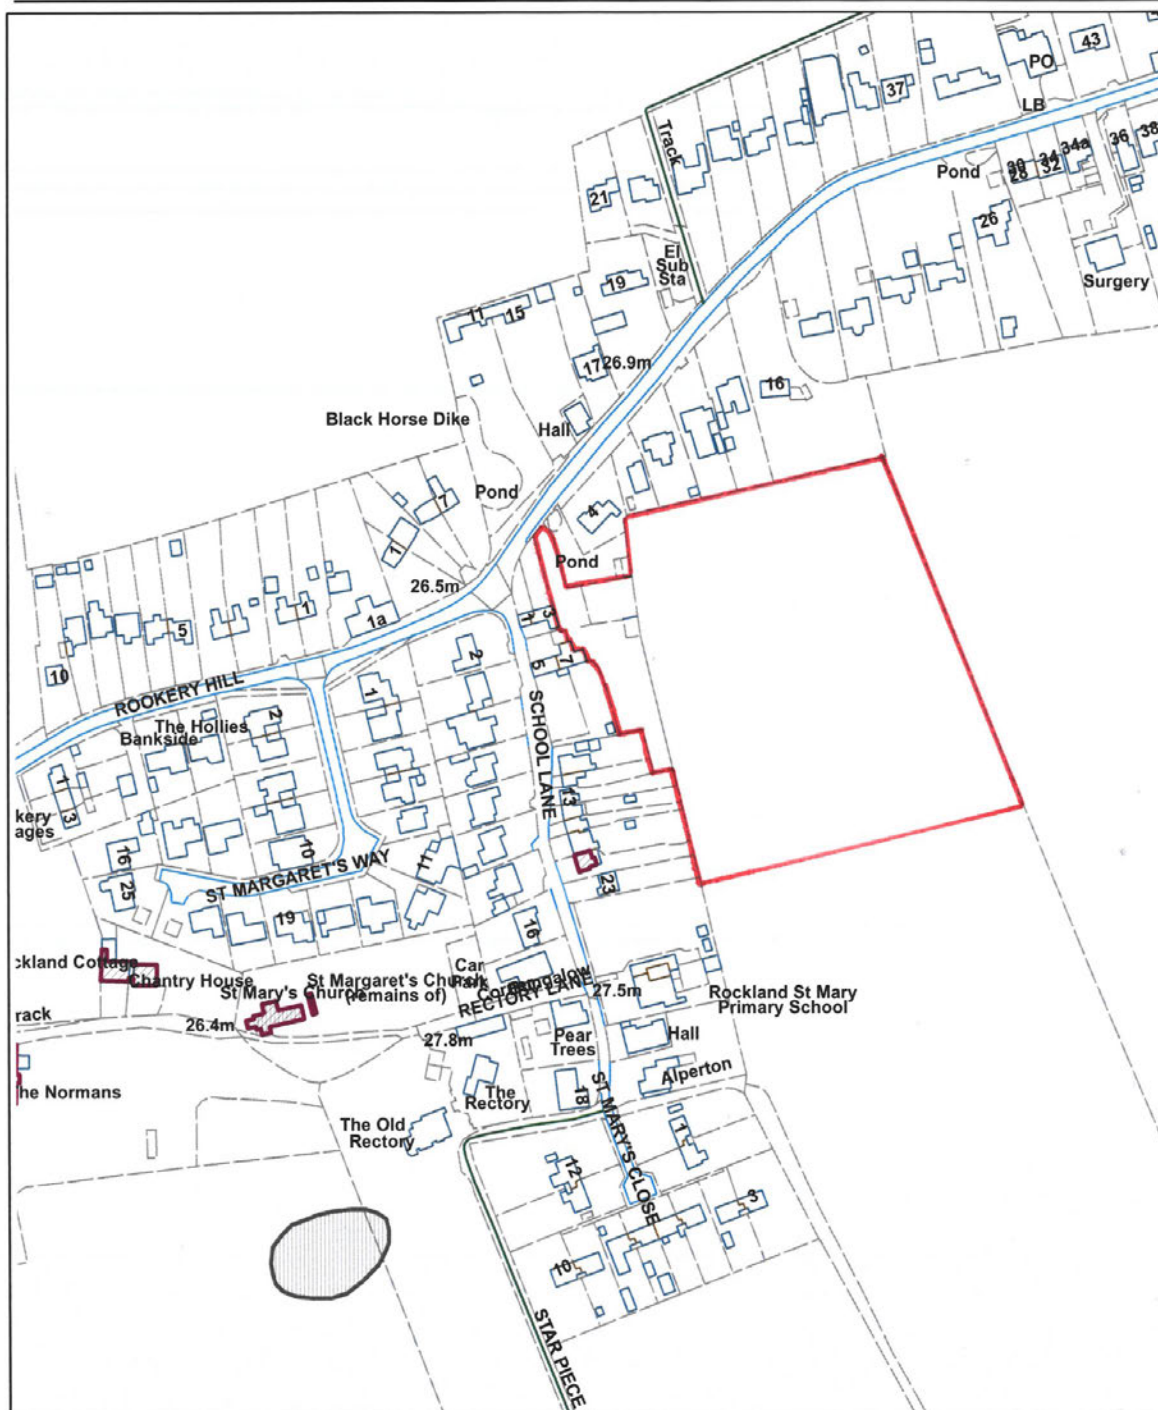 43
PO
37
LB
Track
36
38
34a
34
30
32
28
Pond
21
26
El
Sub
Sta
Surgery
19
11
15
17
26.9m
16
Black Horse Dike
Hall
7
Pond
4
1
Pond
26.5m
1
3
1
1a
5
2
5
7
10
ROOKERY HILL
1
SCHOOL LANE
The Hollies
2
Bankside
1
3
13
kery
ages
16
10
11
25
ST MARGARET'S WAY
23
19
16
ckland Cottage
Chantry House
St Margaret's Church
(remains of)
St Mary's Church
Car
Park
RECTORY LANE
27.5m
Rockland St Mary
Primary School
rack
26.4m
27.8m
Pear
Trees
Hall
he Normans
The
Rectory
18
Alperton
The Old
Rectory
ST MARY'S CLOSE
1
12
3
10
STAR PIECE